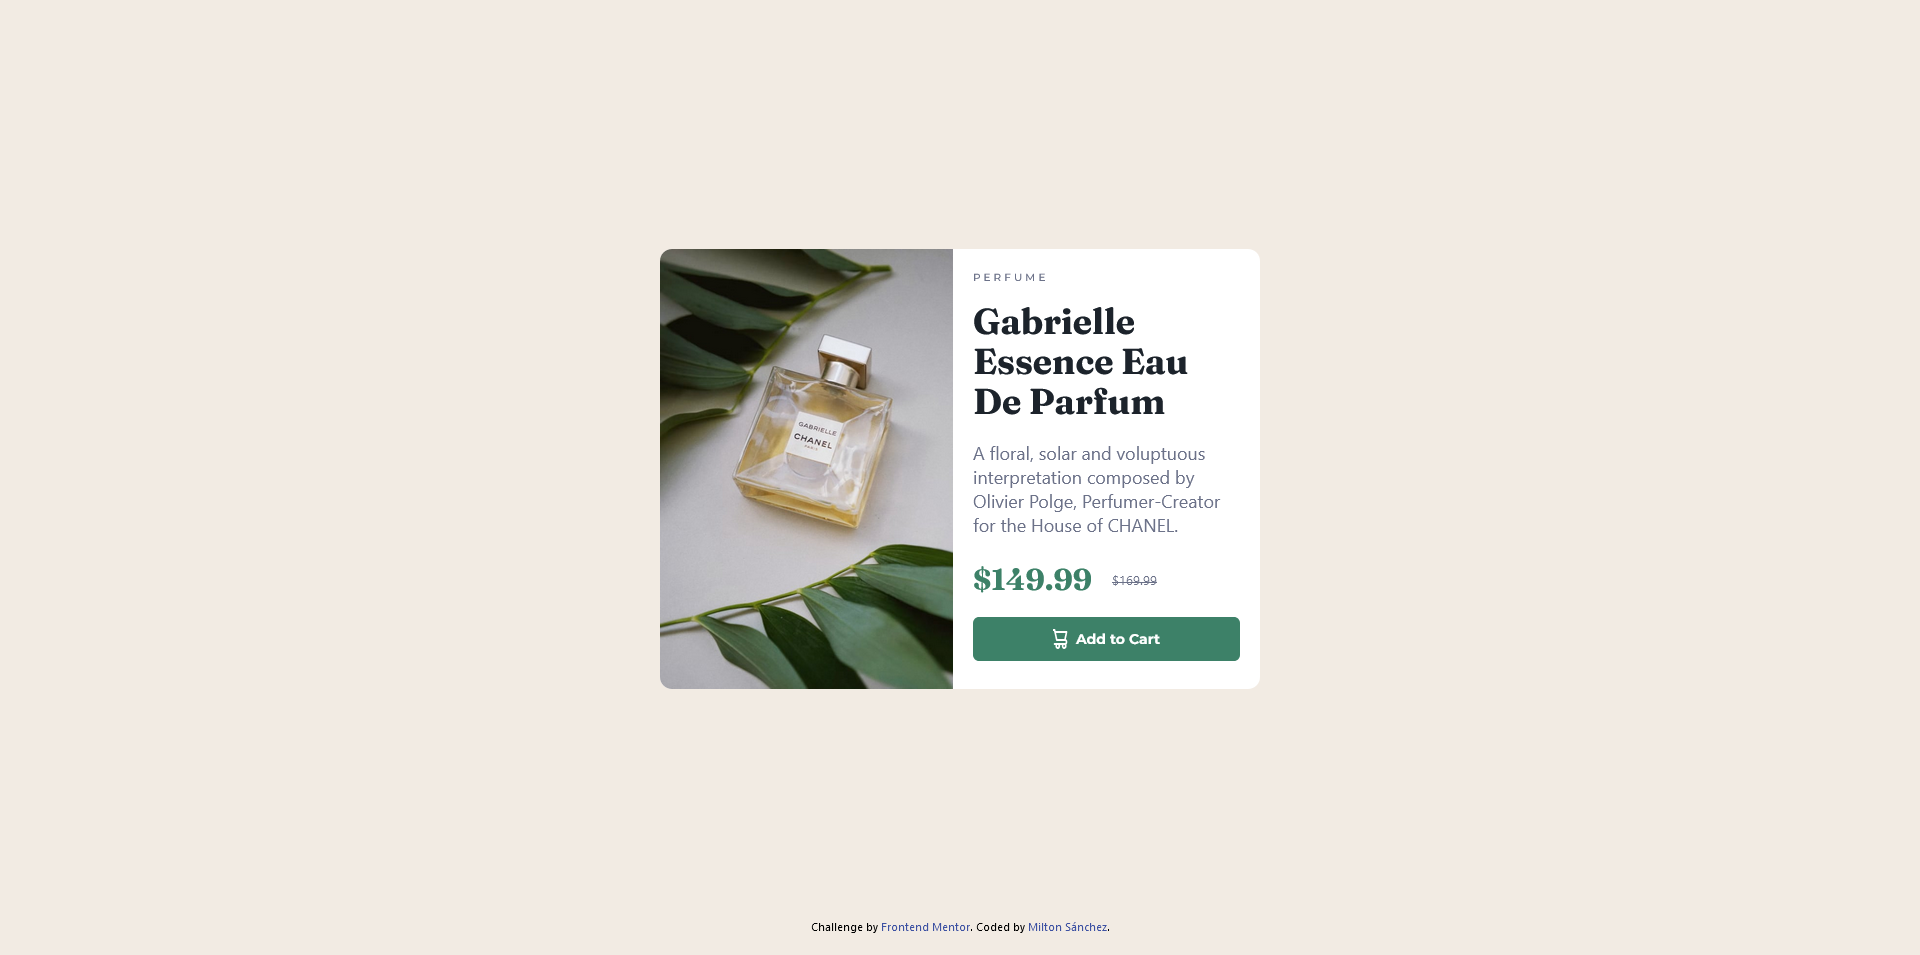 GABRIELLE
CHANEL
PARIS
PERFUME
Gabrielle
Essence Eau
De Parfum
A floral, solar and voluptuous
interpretation composed by
Olivier Polge, Perfumer-Creator
for the House of CHANEL.
$149.99 $169.99
Add to Cart
Challenge by Frontend Mentor. Coded by Milton Sánchez.